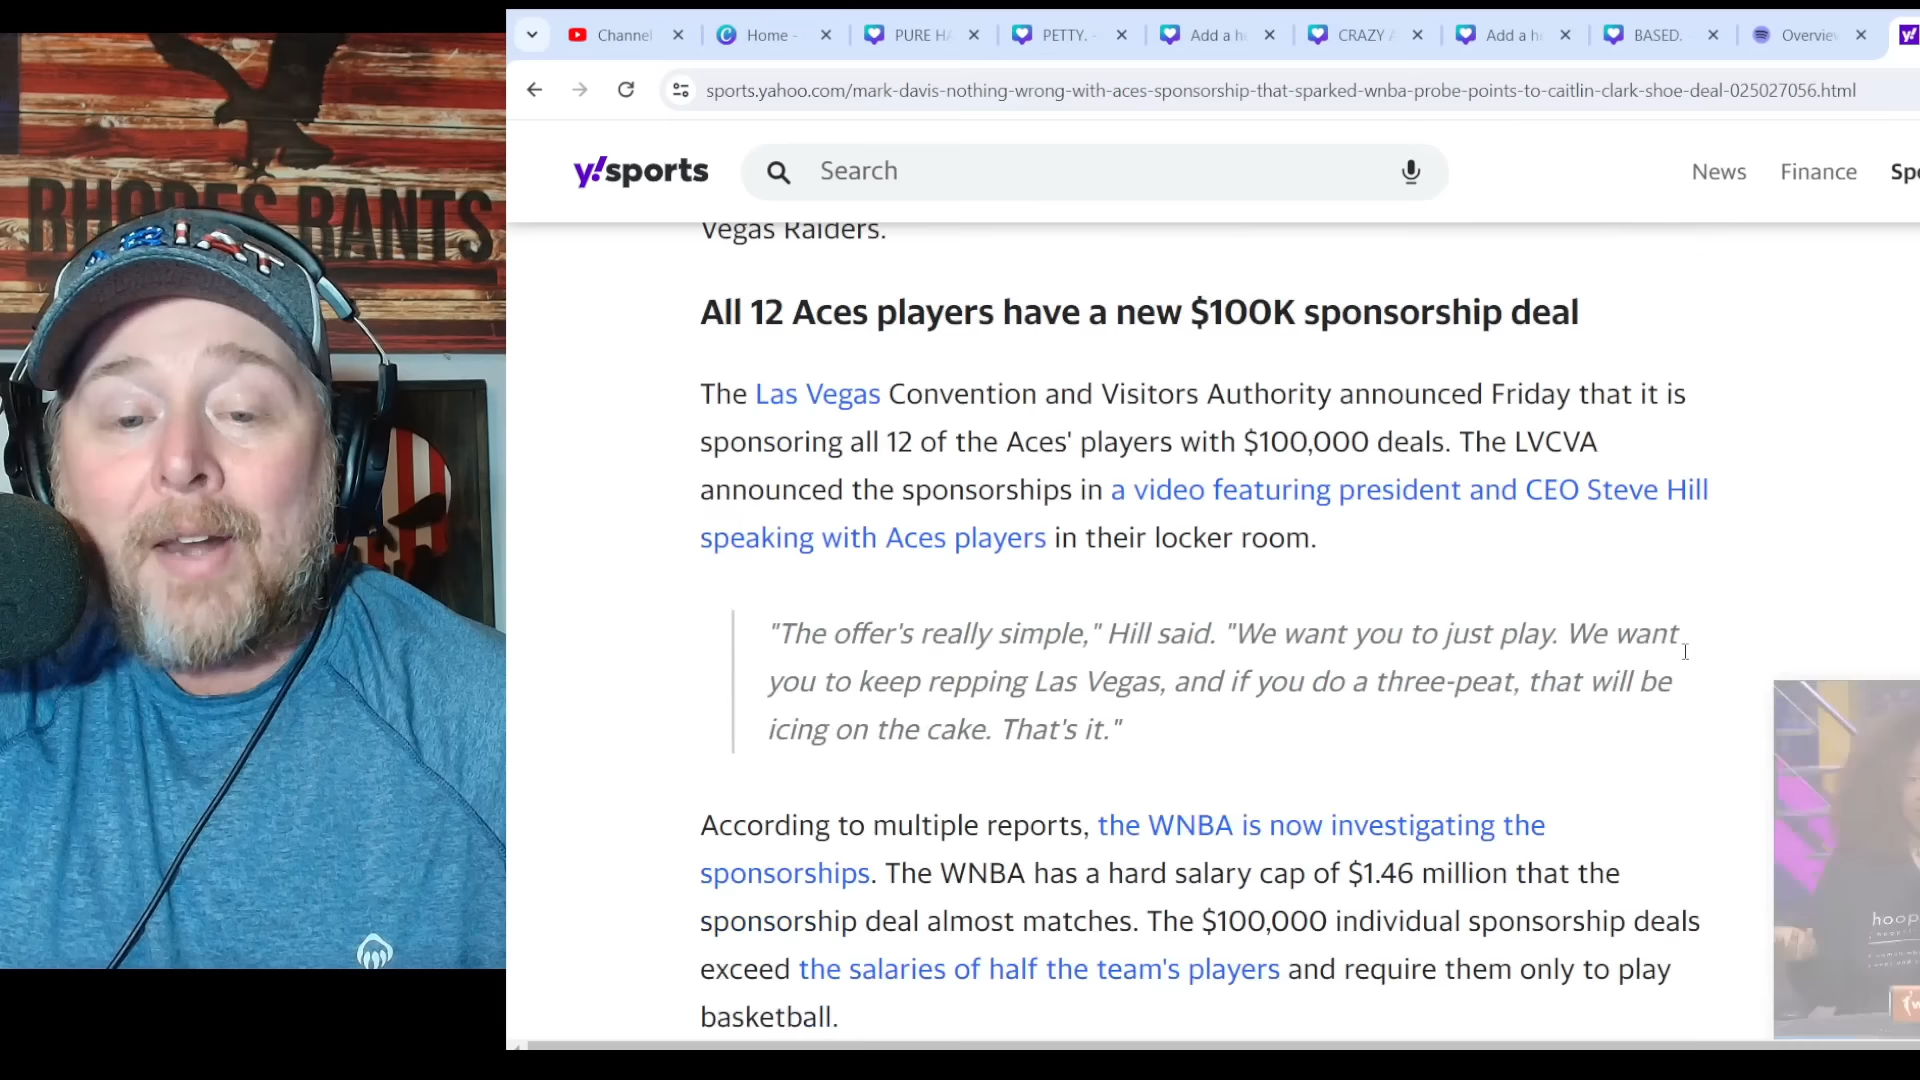 Channel
Home -
PURE HA
PETTY. -
Add a he
CRAZY A
Add a he
BASED.
Overview
y!
sports.yahoo.com/mark-davis-nothing-wrong-with-aces-sponsorship-that-sparked-wnba-probe-points-to-caitlin-clark-shoe-deal-025027056.html
y!sports
Search
News
Finance
Spo
Vegas Raiders.
All 12 Aces players have a new $100K sponsorship deal
The Las Vegas Convention and Visitors Authority announced Friday that it is
sponsoring all 12 of the Aces' players with $100,000 deals. The LVCVA
announced the sponsorships in a video featuring president and CEO Steve Hill
speaking with Aces players in their locker room.
"The offer's really simple," Hill said. "We want you to just play. We want
you to keep repping Las Vegas, and if you do a three-peat, that will be
icing on the cake. That's it."
According to multiple reports, the WNBA is now investigating the
sponsorships. The WNBA has a hard salary cap of $1.46 million that the
sponsorship deal almost matches. The $100,000 individual sponsorship deals
exceed the salaries of half the team's players and require them only to play
basketball.
RHODES RANTS
ARIAT
hoop